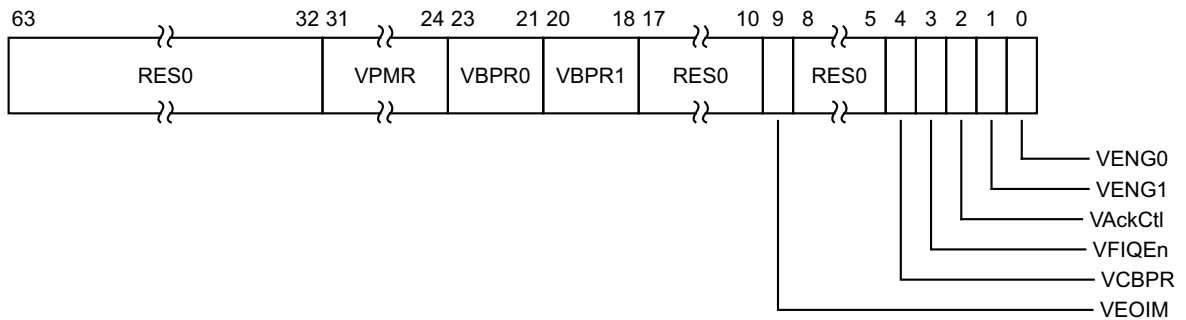 63 32 31 24 23 21 20 18 17 10 9 8 5 4 3 2 1 0
RES0 VPMR VBPR0 VBPR1 RES0 RES0
VENG0
VENG1
VAckCtl
VFIQEn
VCBPR
VEOIM